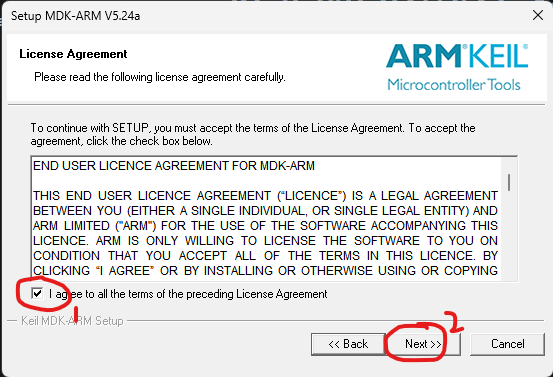 Setup MDK-ARM V5.24a
License Agreement
Please read the following license agreement carefully.
ARM®KEIL®
Microcontroller Tools
To continue with SETUP, you must accept the terms of the License Agreement. To accept the
agreement, click the check box below.
END USER LICENCE AGREEMENT FOR MDK-ARM
THIS END USER LICENCE AGREEMENT ("LICENCE") IS A LEGAL AGREEMENT
BETWEEN YOU (EITHER A SINGLE INDIVIDUAL, OR SINGLE LEGAL ENTITY) AND
ARM LIMITED ("ARM") FOR THE USE OF THE SOFTWARE ACCOMPANYING THIS
LICENCE. ARM IS ONLY WILLING TO LICENSE THE SOFTWARE TO YOU ON
CONDITION THAT YOU ACCEPT ALL OF THE TERMS IN THIS LICENCE. BY
CLICKING "I AGREE" OR BY INSTALLING OR OTHERWISE USING OR COPYING
I agree to all the terms of the preceding License Agreement
1
Keil MDK-ARM Setup
2
<< Back
Next >>
Cancel